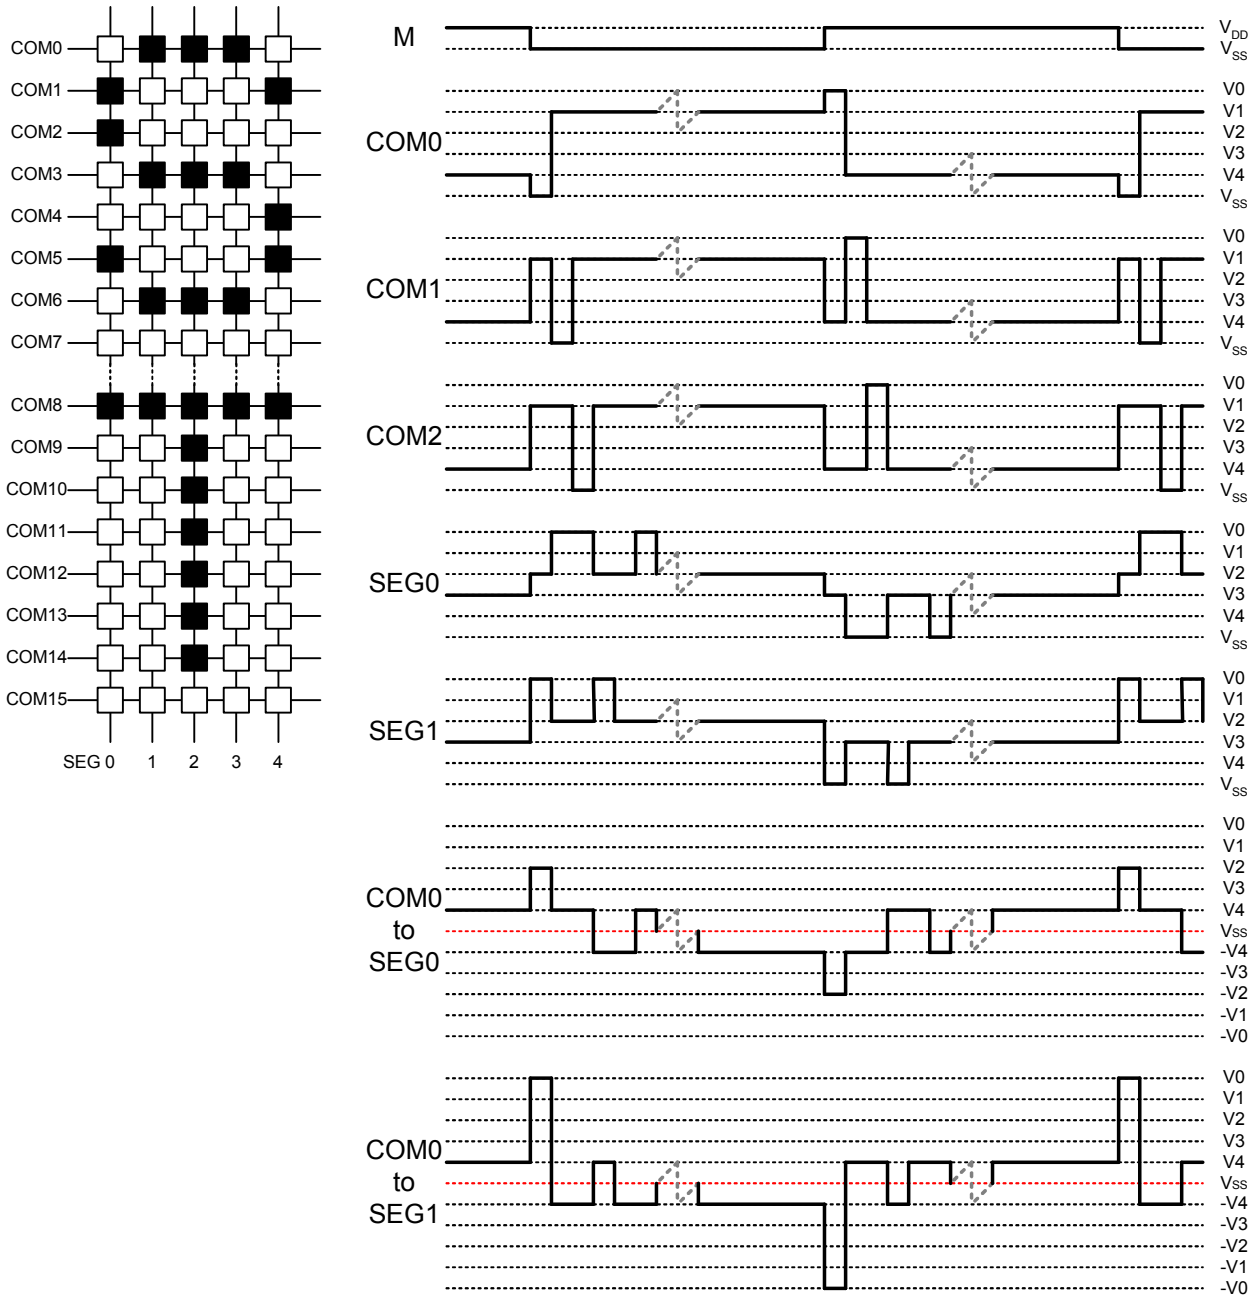 COM0
COM1
COM2
COM3
COM4
COM5
COM6
COM7
COM8
COM9
COM10
COM11
COM12
COM13
COM14
COM15
SEG 0 1 2 3 4
M
VDD
VSS
COM0
V0
V1
V2
V3
V4
VSS
COM1
V0
V1
V2
V3
V4
VSS
COM2
V0
V1
V2
V3
V4
VSS
SEG0
V0
V1
V2
V3
V4
VSS
SEG1
V0
V1
V2
V3
V4
VSS
COM0
to
SEG0
V0
V1
V2
V3
V4
VSS
-V4
-V3
-V2
-V1
-V0
COM0
to
SEG1
V0
V1
V2
V3
V4
VSS
-V4
-V3
-V2
-V1
-V0